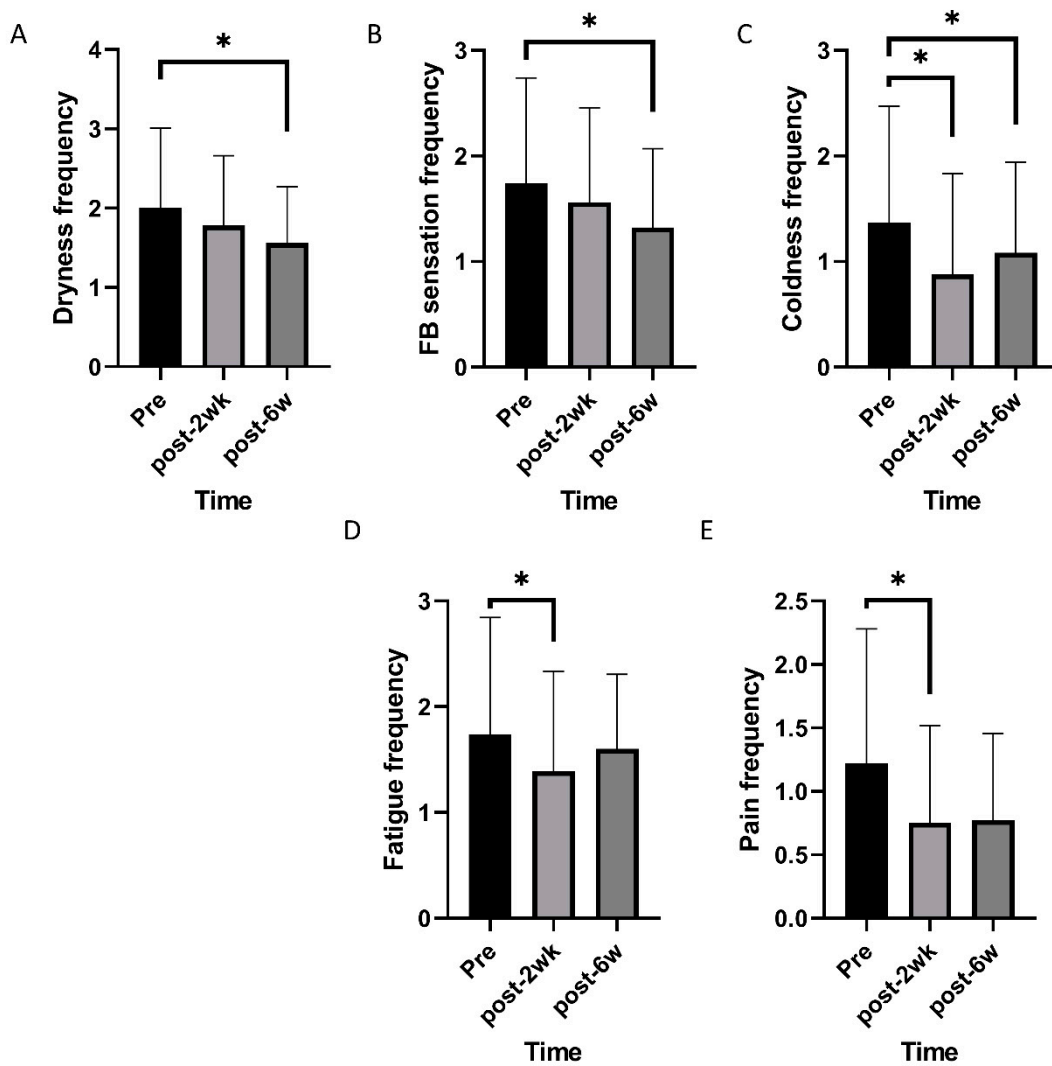 A
Dryness frequency
*
4
3
2
1
0
Pre
post-2wk
post-6w
Time
B
FB sensation frequency
*
3
2
1
0
Pre
post-2wk
post-6w
Time
C
Coldness frequency
*
*
3
2
1
0
Pre
post-2wk
post-6w
Time
D
Fatigue frequency
*
3
2
1
0
Pre
post-2wk
post-6w
Time
E
Pain frequency
*
2.5
2.0
1.5
1.0
0.5
0.0
Pre
post-2wk
post-6w
Time